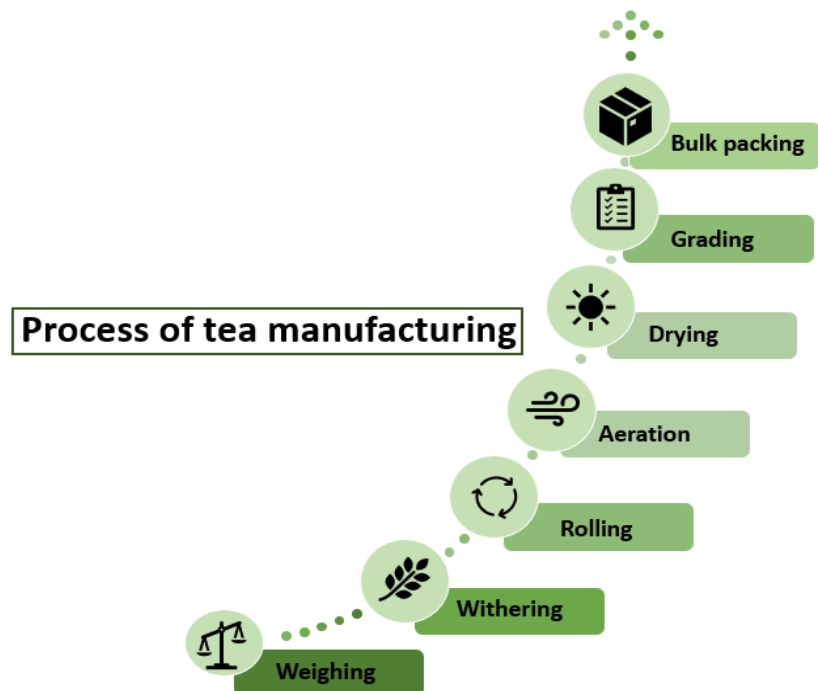 Bulk packing
Grading
Process of tea manufacturing
Drying
Aeration
Rolling
Withering
Weighing